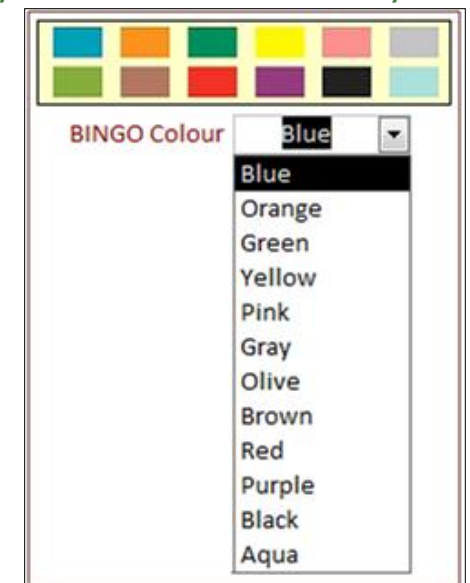 BINGO Colour Blue
Blue
Orange
Green
Yellow
Pink
Gray
Olive
Brown
Red
Purple
Black
Aqua